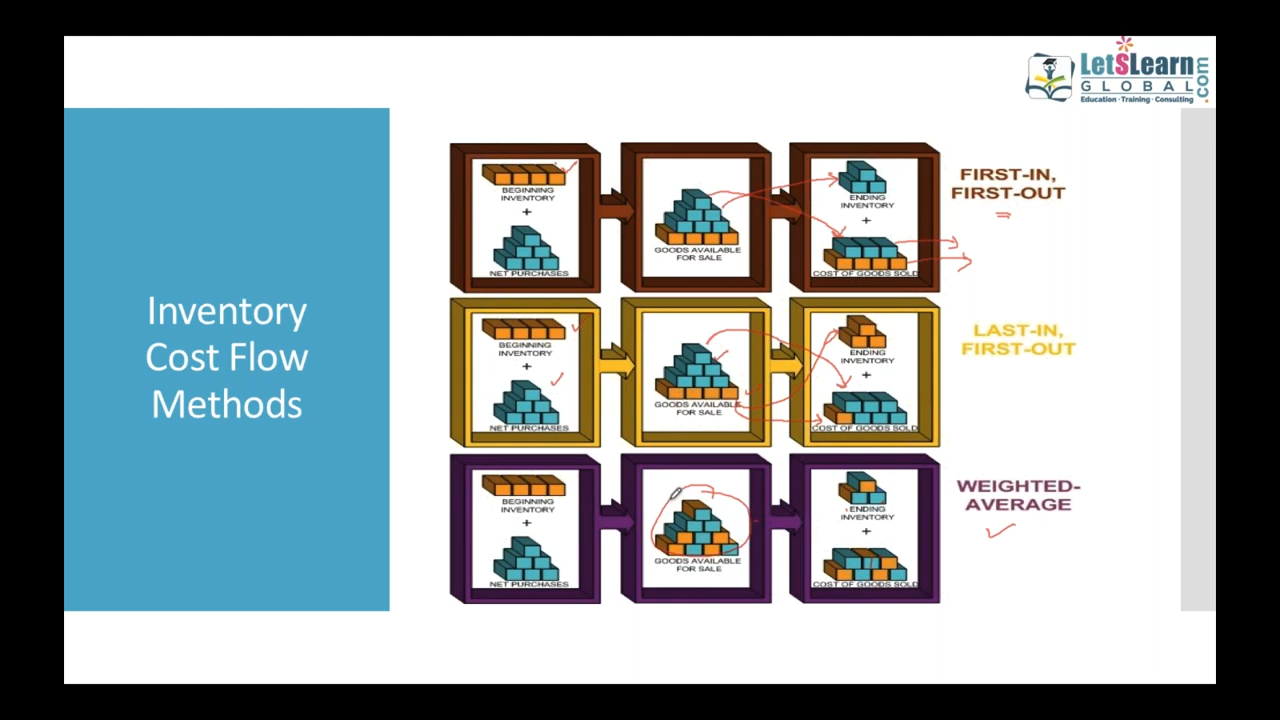 LetSLearn
.com
GLOBAL
Education - Training - Consulting
Inventory
Cost Flow
Methods
BEGINNING
INVENTORY
+
NET PURCHASES
GOODS AVAILABLE
FOR SALE
ENDING
INVENTORY
+
COST OF GOODS SOLD
FIRST-IN,
FIRST-OUT
BEGINNING
INVENTORY
+
NET PURCHASES
GOODS AVAILABLE
FOR SALE
ENDING
INVENTORY
+
COST OF GOODS SOLD
LAST-IN,
FIRST-OUT
BEGINNING
INVENTORY
+
NET PURCHASES
GOODS AVAILABLE
FOR SALE
ENDING
INVENTORY
+
COST OF GOODS SOLD
WEIGHTED-
AVERAGE